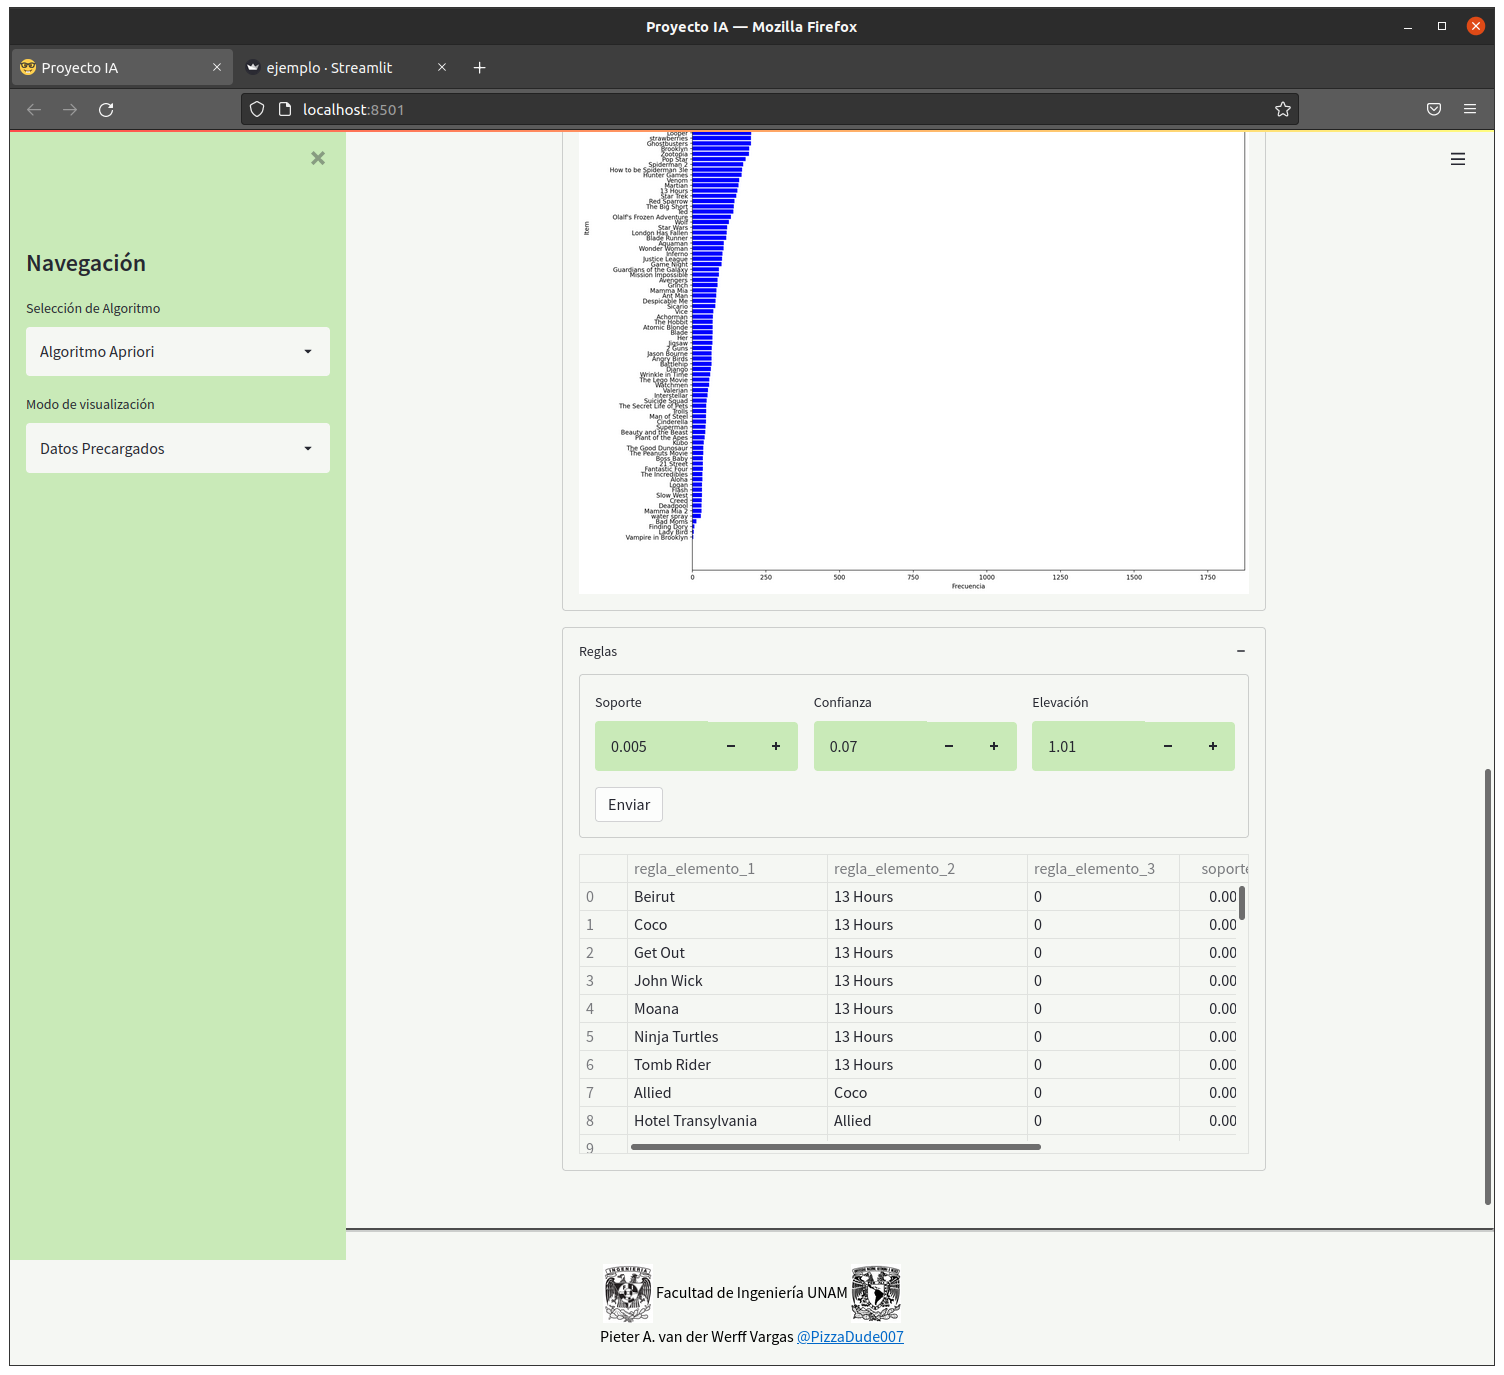 Proyecto IA — Mozilla Firefox
Proyecto IA
ejemplo · Streamlit
localhost:8501
Navegación
Selección de Algoritmo
Algoritmo Apriori
Modo de visualización
Datos Precargados
Looper
strawberries
Ghostbusters
Brooklyn
Zootopia
Pop Star
Spiderman 2
How to be Spiderman 3le
Hunter Games
Venom
Martian
13 Hours
Star Trek
Red Sparrow
The Big Short
Ted
Olalf's Frozen Adventure
Wolf
Star Wars
London Has Fallen
Blade Runner
Aquaman
Wonder Woman
Inferno
Justice League
Game Night
Guardians of the Galaxy
Mission Impossible
Avengers
Grinch
Mamma Mia
Ant Man
Despicable Me
Sicario
Vice
Achorman
The Hobbit
Atomic Blonde
Blade
Her
Jigsaw
2 Guns
Jason Bourne
Angry Birds
Battleship
Django
Wrinkle in Time
The Lego Movie
Watchmen
Valerian
Interstellar
Suicide Squad
The Secret Life of Pets
Trolls
Man of Steel
Cinderella
Superman
Beauty and the Beast
Plant of the Apes
Kubo
The Good Dunosaur
The Peanuts Movie
Boss Baby
21 Street
Fantastic Four
The Incredibles
Aloha
Logan
Flash
Slow West
Creed
Deadpool
Mamma Mia 2
water spray
Bad Moms
Finding Dory
Lady Bird
Vampire in Brooklyn
Item
0 250 500 750 1000 1250 1500 1750
Frecuencia
Reglas
Soporte Confianza Elevación
0.005 0.07 1.01
Enviar
regla_elemento_1 regla_elemento_2 regla_elemento_3 soporte
0 Beirut 13 Hours 0 0.00
1 Coco 13 Hours 0 0.00
2 Get Out 13 Hours 0 0.00
3 John Wick 13 Hours 0 0.00
4 Moana 13 Hours 0 0.00
5 Ninja Turtles 13 Hours 0 0.00
6 Tomb Rider 13 Hours 0 0.00
7 Allied Coco 0 0.00
8 Hotel Transylvania Allied 0 0.00
9
INGENIERIA
Facultad de Ingeniería UNAM
Pieter A. van der Werff Vargas @PizzaDude007